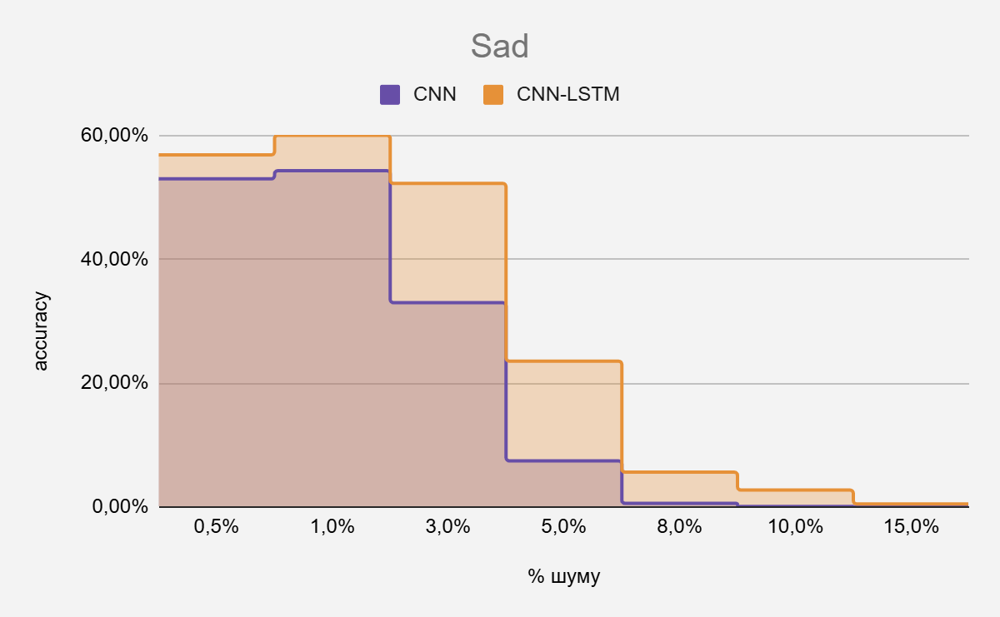 Sad
CNN CNN-LSTM
60,00%
40,00%
20,00%
0,00%
accuracy
0,5% 1,0% 3,0% 5,0% 8,0% 10,0% 15,0%
% шуму